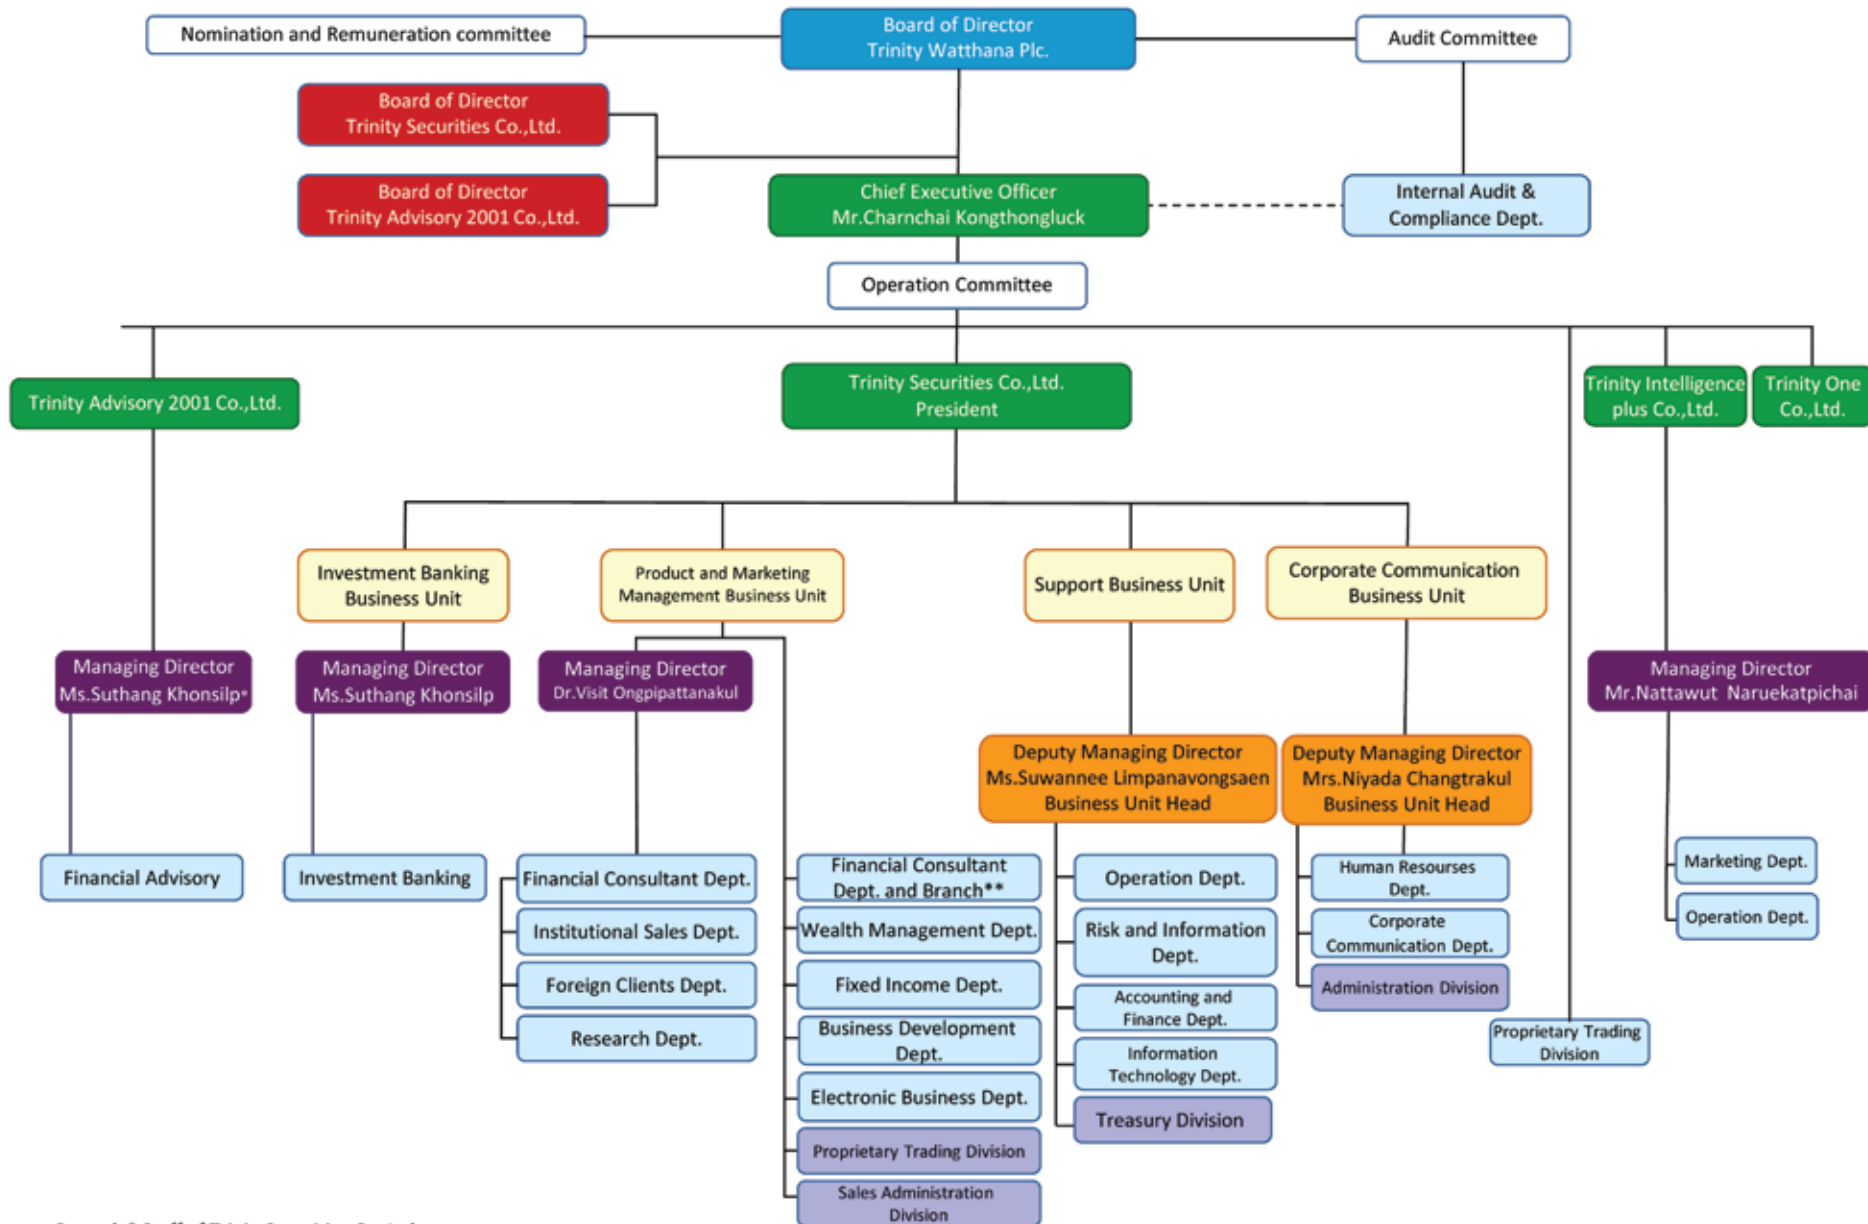 Nomination and Remuneration committee
Board of Director
Trinity Watthana Plc.
Audit Committee
Board of Director
Trinity Securities Co.,Ltd.
Board of Director
Trinity Advisory 2001 Co.,Ltd.
Chief Executive Officer
Mr.Charnchai Kongthongluck
Internal Audit &
Compliance Dept.
Operation Committee
Trinity Advisory 2001 Co.,Ltd.
Trinity Securities Co.,Ltd.
President
Trinity Intelligence
plus Co.,Ltd.
Trinity One
Co.,Ltd.
Investment Banking
Business Unit
Product and Marketing
Management Business Unit
Support Business Unit
Corporate Communication
Business Unit
Managing Director
Ms.Suthang Khonsilp*
Managing Director
Ms.Suthang Khonsilp
Managing Director
Dr.Visit Ongpipattanakul
Managing Director
Mr.Nattawut Naruekatpichai
Deputy Managing Director
Ms.Suwannee Limpanavongsaen
Business Unit Head
Deputy Managing Director
Mrs.Niyada Changtrakul
Business Unit Head
Financial Advisory
Investment Banking
Financial Consultant Dept.
Institutional Sales Dept.
Foreign Clients Dept.
Research Dept.
Financial Consultant
Dept. and Branch**
Wealth Management Dept.
Fixed Income Dept.
Business Development
Dept.
Electronic Business Dept.
Proprietary Trading Division
Sales Administration
Division
Operation Dept.
Risk and Information
Dept.
Accounting and
Finance Dept.
Information
Technology Dept.
Treasury Division
Human Resourses
Dept.
Corporate
Communication Dept.
Administration Division
Proprietary Trading
Division
Marketing Dept.
Operation Dept.